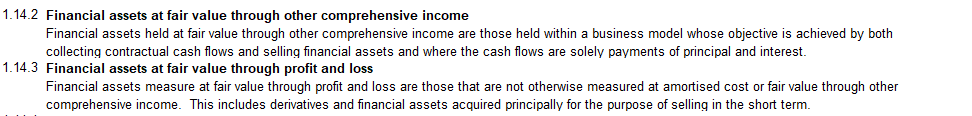 1.14.2 Financial assets at fair value through other comprehensive income
Financial assets held at fair value through other comprehensive income are those held within a business model whose objective is achieved by both
collecting contractual cash flows and selling financial assets and where the cash flows are solely payments of principal and interest.
1.14.3 Financial assets at fair value through profit and loss
Financial assets measure at fair value through profit and loss are those that are not otherwise measured at amortised cost or fair value through other
comprehensive income. This includes derivatives and financial assets acquired principally for the purpose of selling in the short term.